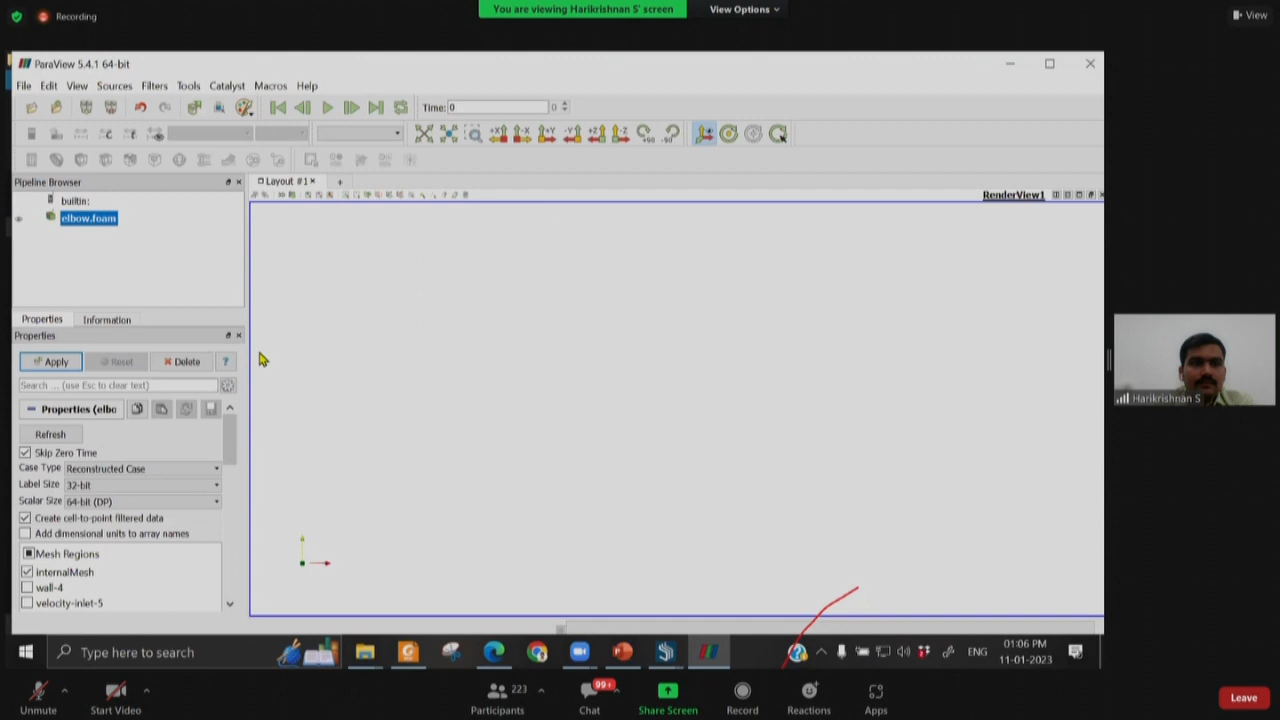 Recording
You are viewing Harikrishnan S' screen
View Options
View
ParaView 5.4.1 64-bit
File Edit View Sources Filters Tools Catalyst Macros Help
Time: 0 0
+X -X +Y -Y +Z -Z +90 -90
Pipeline Browser
Layout #1
builtin:
RenderView1
elbow.foam
Properties Information
Properties
Apply Reset Delete ?
Search ... (use Esc to clear text)
Properties (elbo
Refresh
Skip Zero Time
Case Type Reconstructed Case
Label Size 32-bit
Scalar Size 64-bit (DP)
Create cell-to-point filtered data
Add dimensional units to array names
Mesh Regions
internalMesh
wall-4
velocity-inlet-5
Harikrishnan S
Type here to search
ENG
01:06 PM
11-01-2023
Unmute
Start Video
Participants
223
Chat
99+
Share Screen
Record
Reactions
Apps
Leave